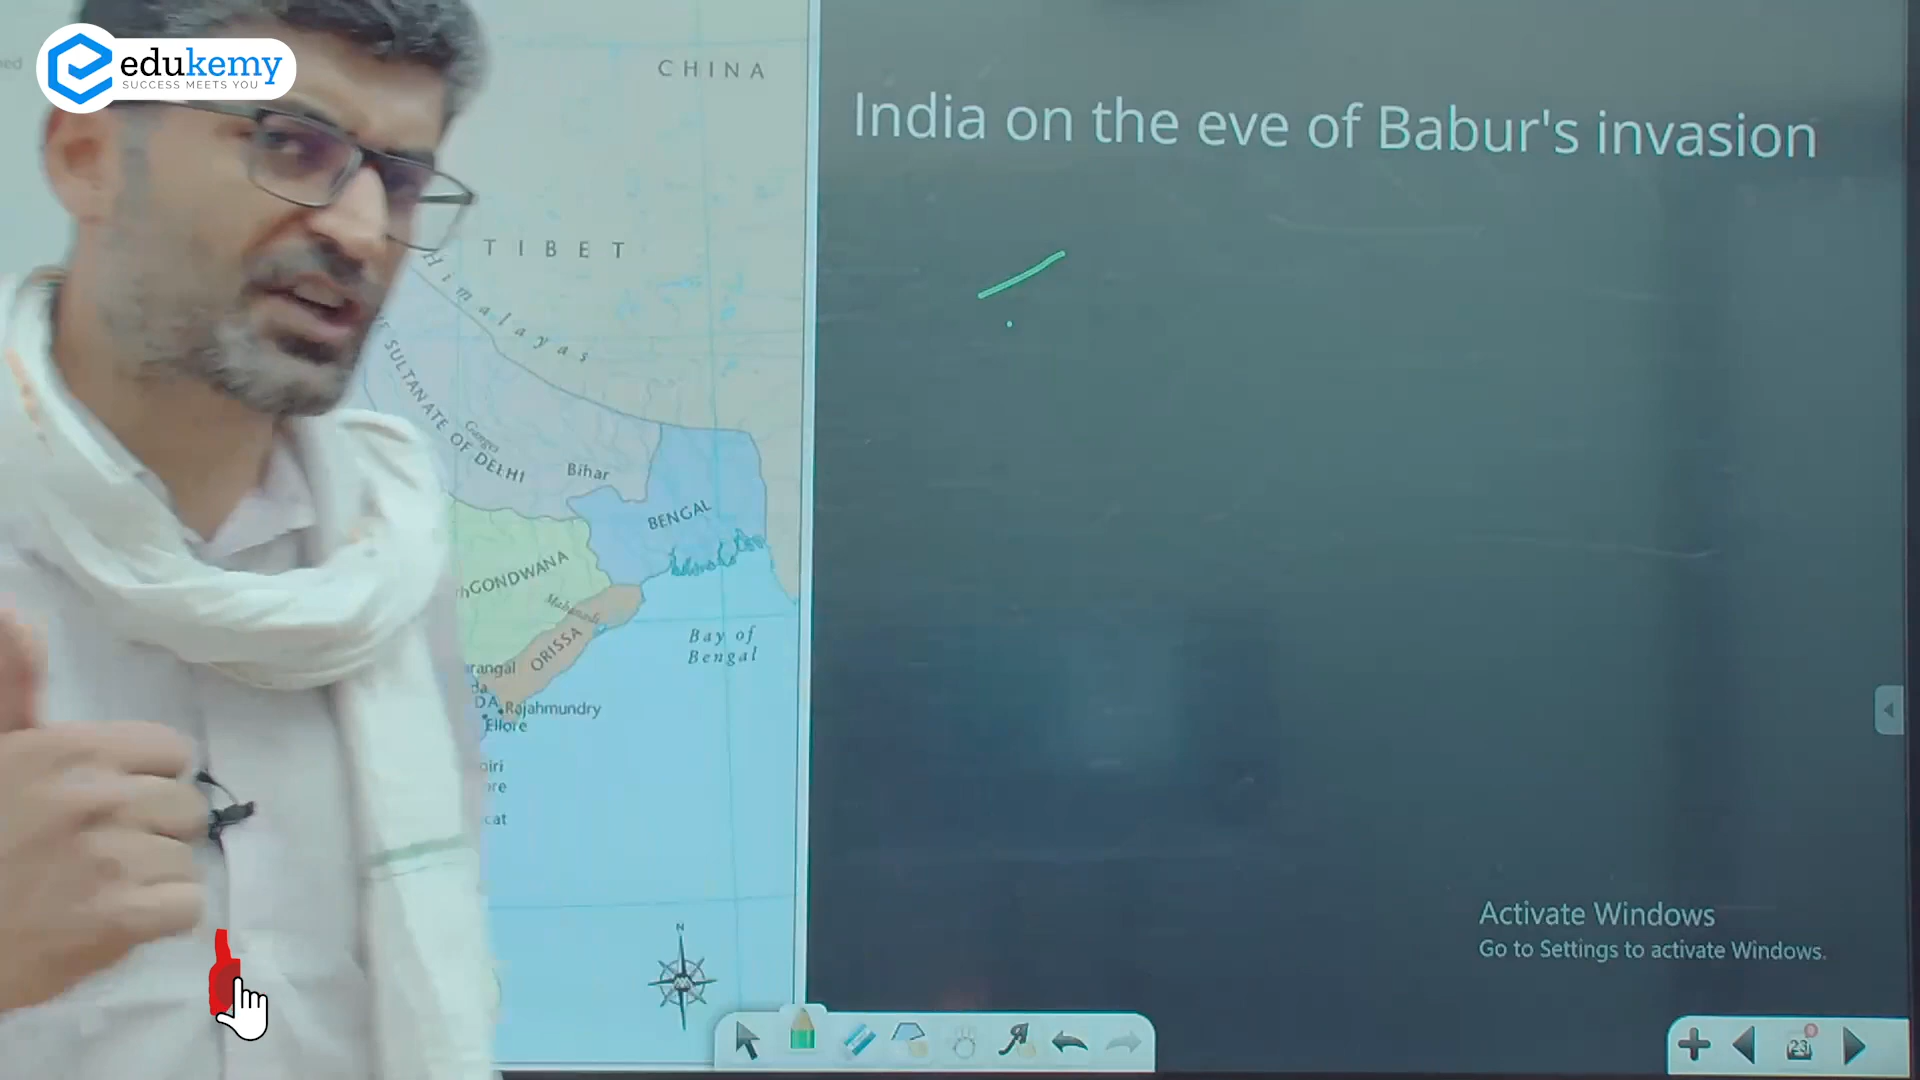 edukemy
SUCCESS MEETS YOU
CHINA
TIBET
Himalayas
SULTANATE OF DELHI
Ganges
Bihar
BENGAL
GONDWANA
Mahanadi
ORISSA
Bay of
Bengal
Rajahmundry
Ellore
N
India on the eve of Babur's invasion
Activate Windows
Go to Settings to activate Windows.
23